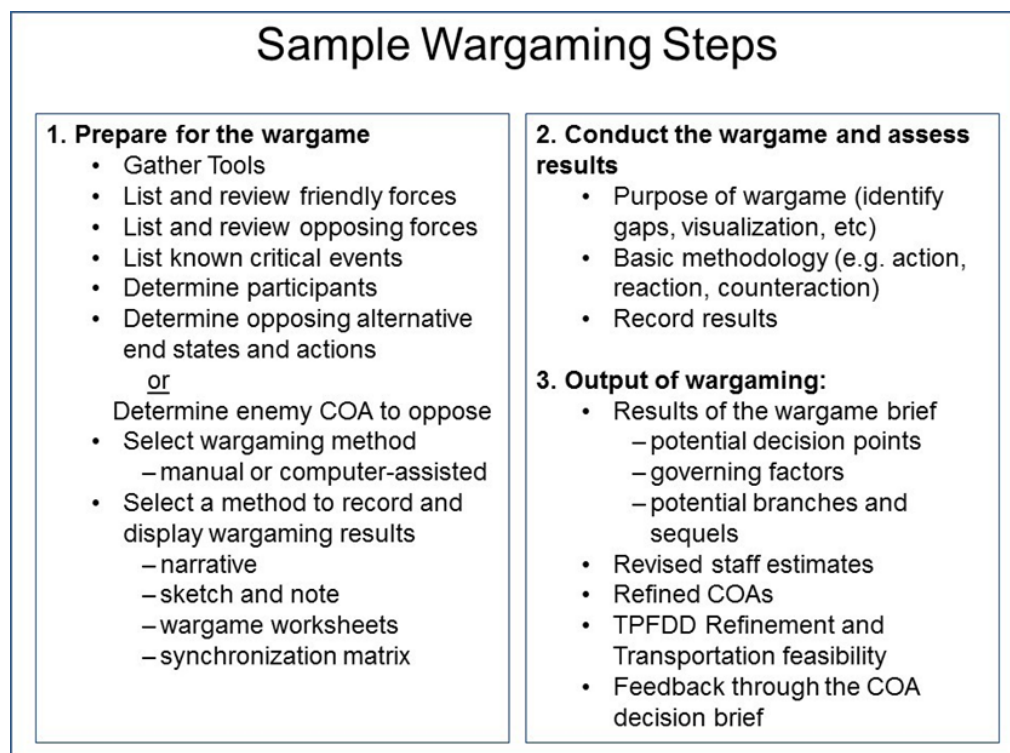 Sample Wargaming Steps
1. Prepare for the wargame
• Gather Tools
• List and review friendly forces
• List and review opposing forces
• List known critical events
• Determine participants
• Determine opposing alternative
end states and actions
or
Determine enemy COA to oppose
• Select wargaming method
– manual or computer-assisted
• Select a method to record and
display wargaming results
– narrative
– sketch and note
– wargame worksheets
– synchronization matrix
2. Conduct the wargame and assess
results
• Purpose of wargame (identify
gaps, visualization, etc)
• Basic methodology (e.g. action,
reaction, counteraction)
• Record results
3. Output of wargaming:
• Results of the wargame brief
– potential decision points
– governing factors
– potential branches and
sequels
• Revised staff estimates
• Refined COAs
• TPFDD Refinement and
Transportation feasibility
• Feedback through the COA
decision brief